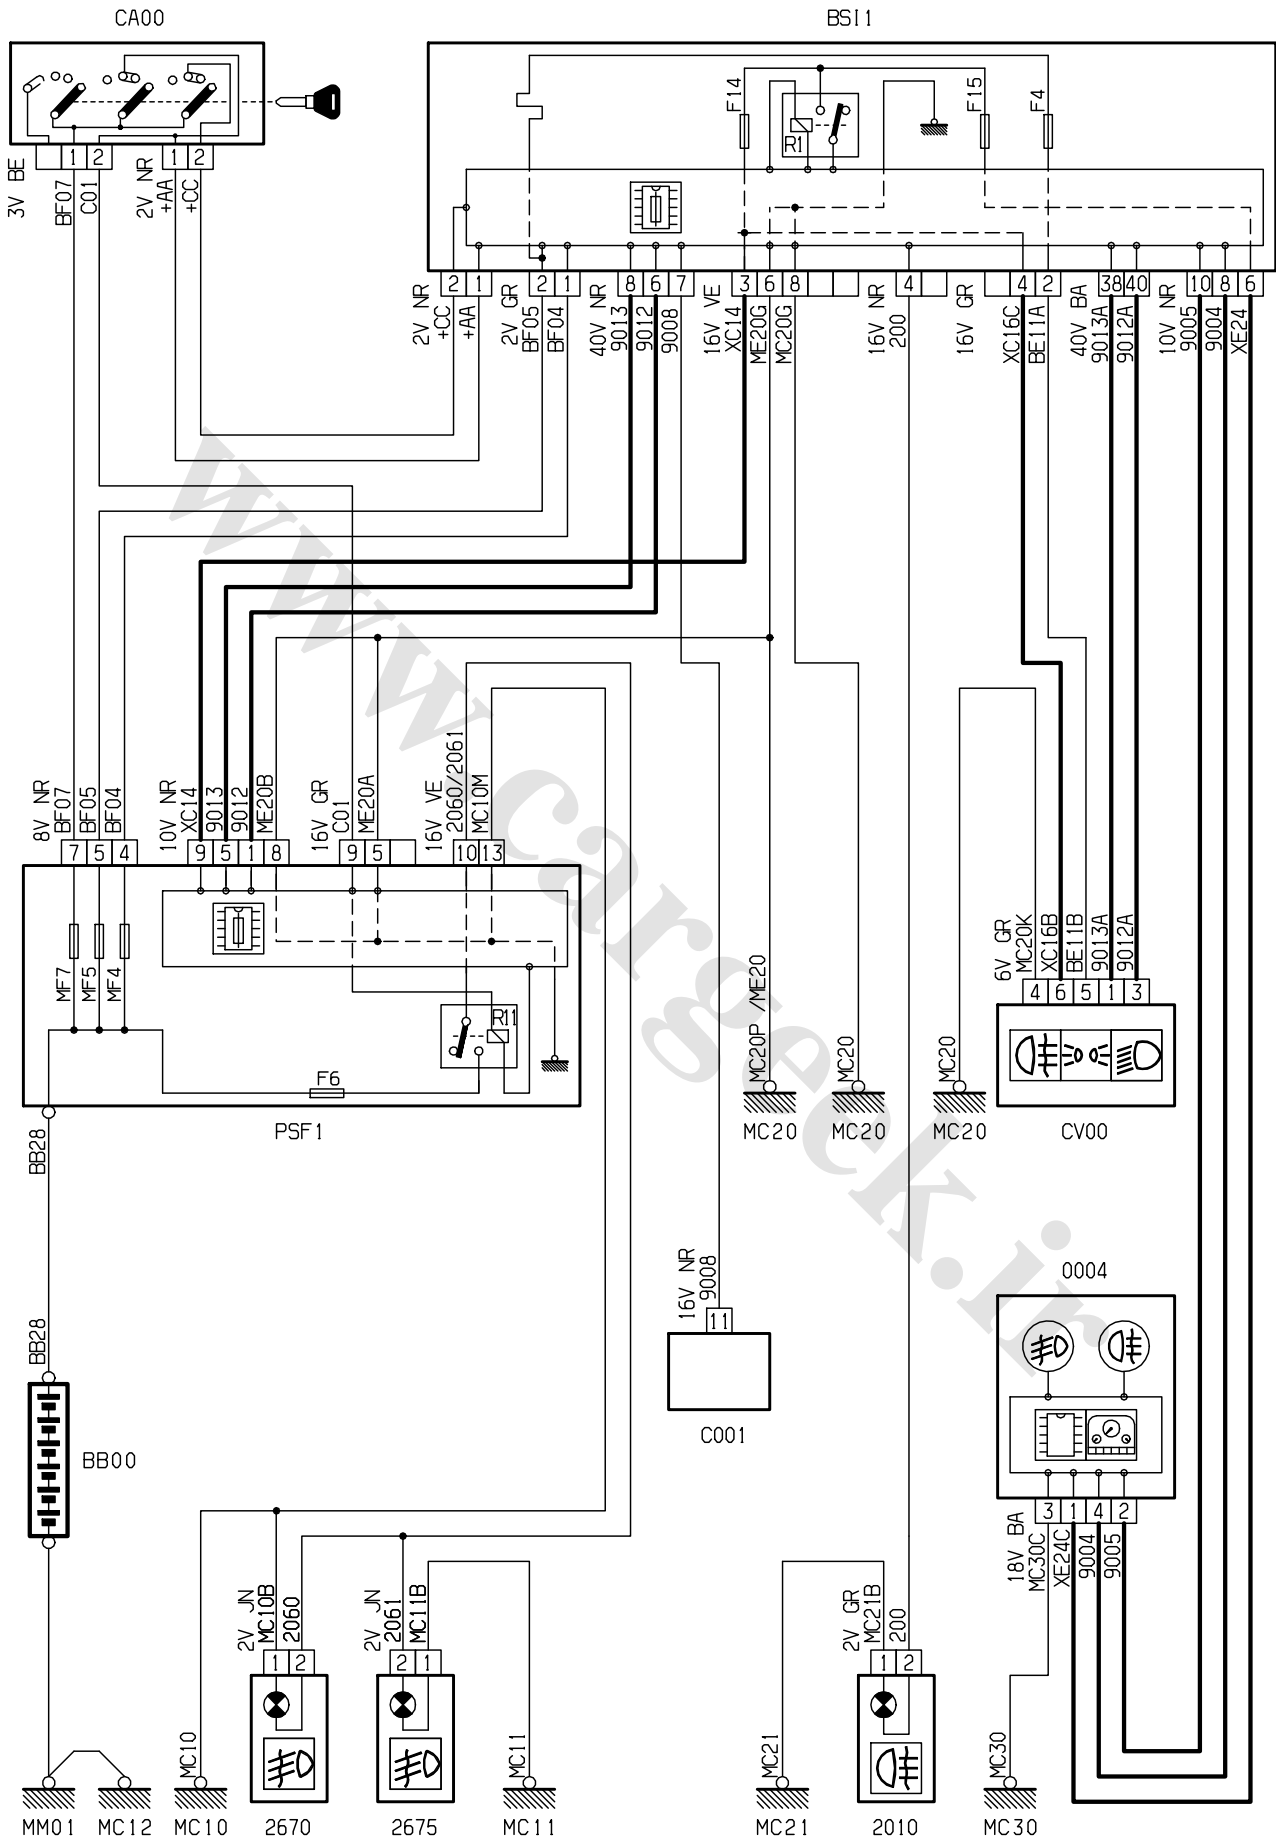 CA00
BSI1
F14
F15
F4
R1
1
2
1
2
3V BE
BF07
C01
2V NR
+AA
+CC
2
1
2
1
8
6
7
3
6
8
4
4
2
38
40
10
8
6
2V NR
+CC
+AA
2V GR
BF05
BF04
40V NR
9013
9012
9008
16V VE
XC14
ME20G
MC20G
16V NR
200
16V GR
XC16C
BE11A
40V BA
9013A
9012A
10V NR
9005
9004
XE24
8V NR
BF07
BF05
BF04
10V NR
XC14
9013
9012
ME20B
16V GR
C01
ME20A
16V VE
2060/2061
MC10M
7
5
4
9
5
1
8
9
5
10
13
MF7
MF5
MF4
R11
F6
PSF1
6V GR
MC20K
XC16B
BE11B
9013A
9012A
4
6
5
1
3
MC20P /ME20
MC20
MC20
MC20
MC20
MC20
CV00
BB28
BB28
BB00
16V NR
9008
11
C001
0004
3
1
4
2
18V BA
MC30C
XE24C
9004
9005
2V JN
MC10B
2060
2V JN
2061
MC11B
2V GR
MC21B
200
1
2
2
1
1
2
MC10
MC11
MC21
MC30
MM01
MC12
MC10
2670
2675
MC11
MC21
2010
MC30
www.cargeek.ir